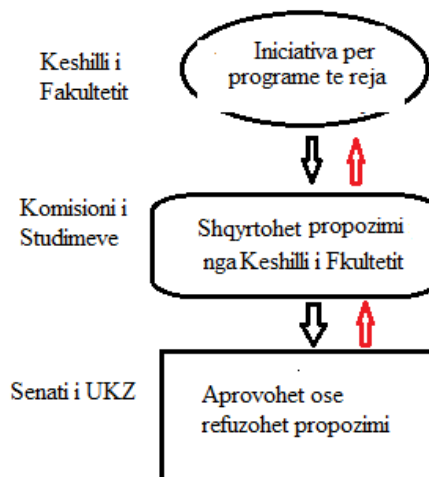 Keshilli i
Fakultetit
Iniciativa per
programe te reja
Komisioni i
Studimeve
Shqyrtohet propozimi
nga Keshilli i Fkultetit
Senati i UKZ
Aprovohet ose
refuzohet propozimi